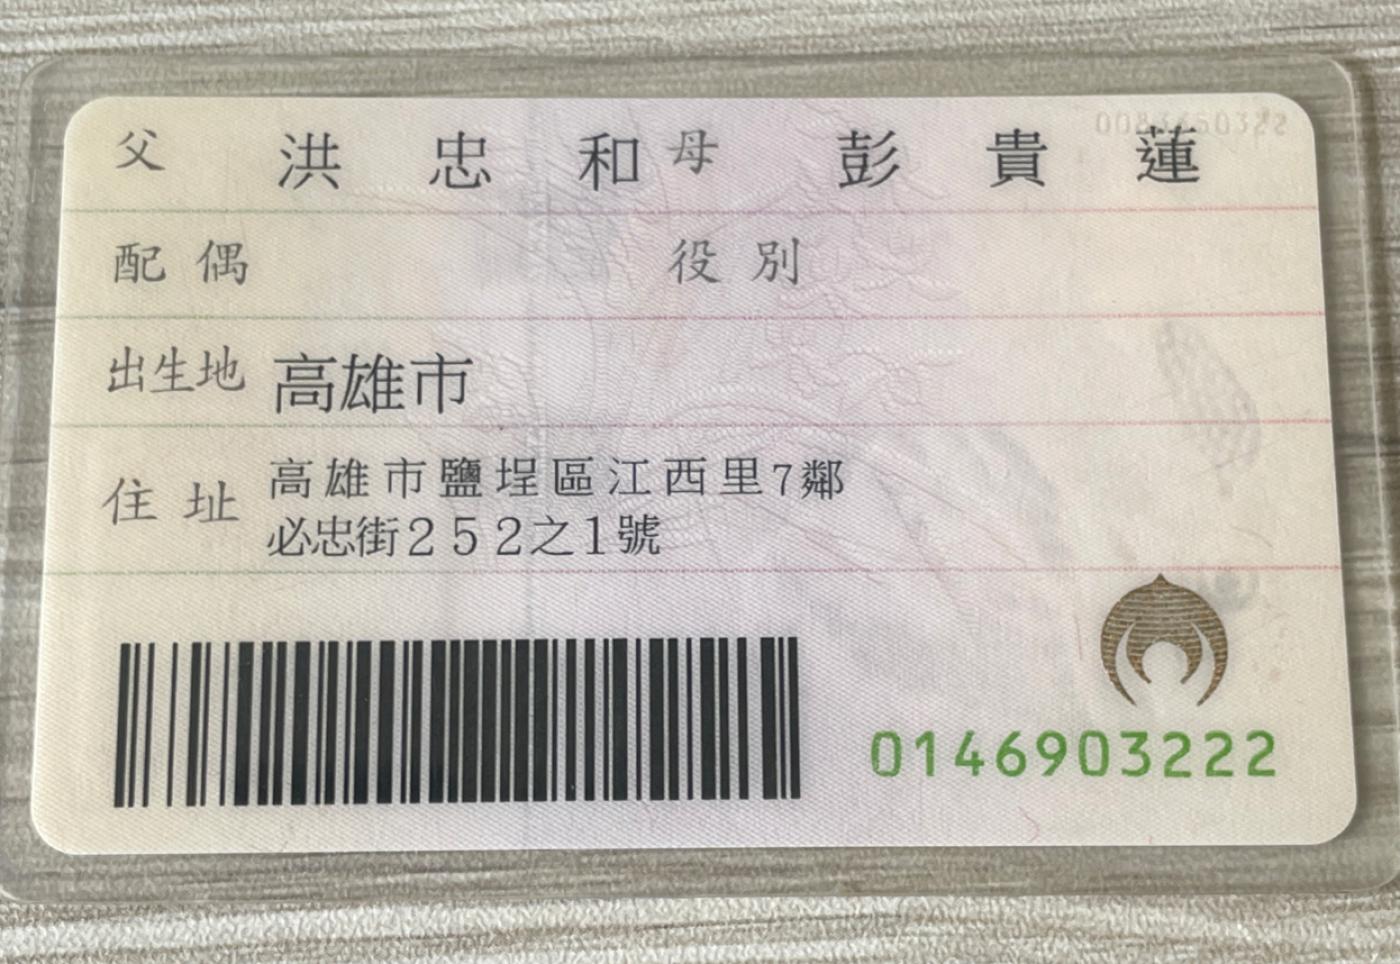 父 洪忠和 母 彭貴蓮
配偶 役別
出生地 高雄市
住址 高雄市鹽埕區江西里7鄰
必忠街252之1號
0146903222